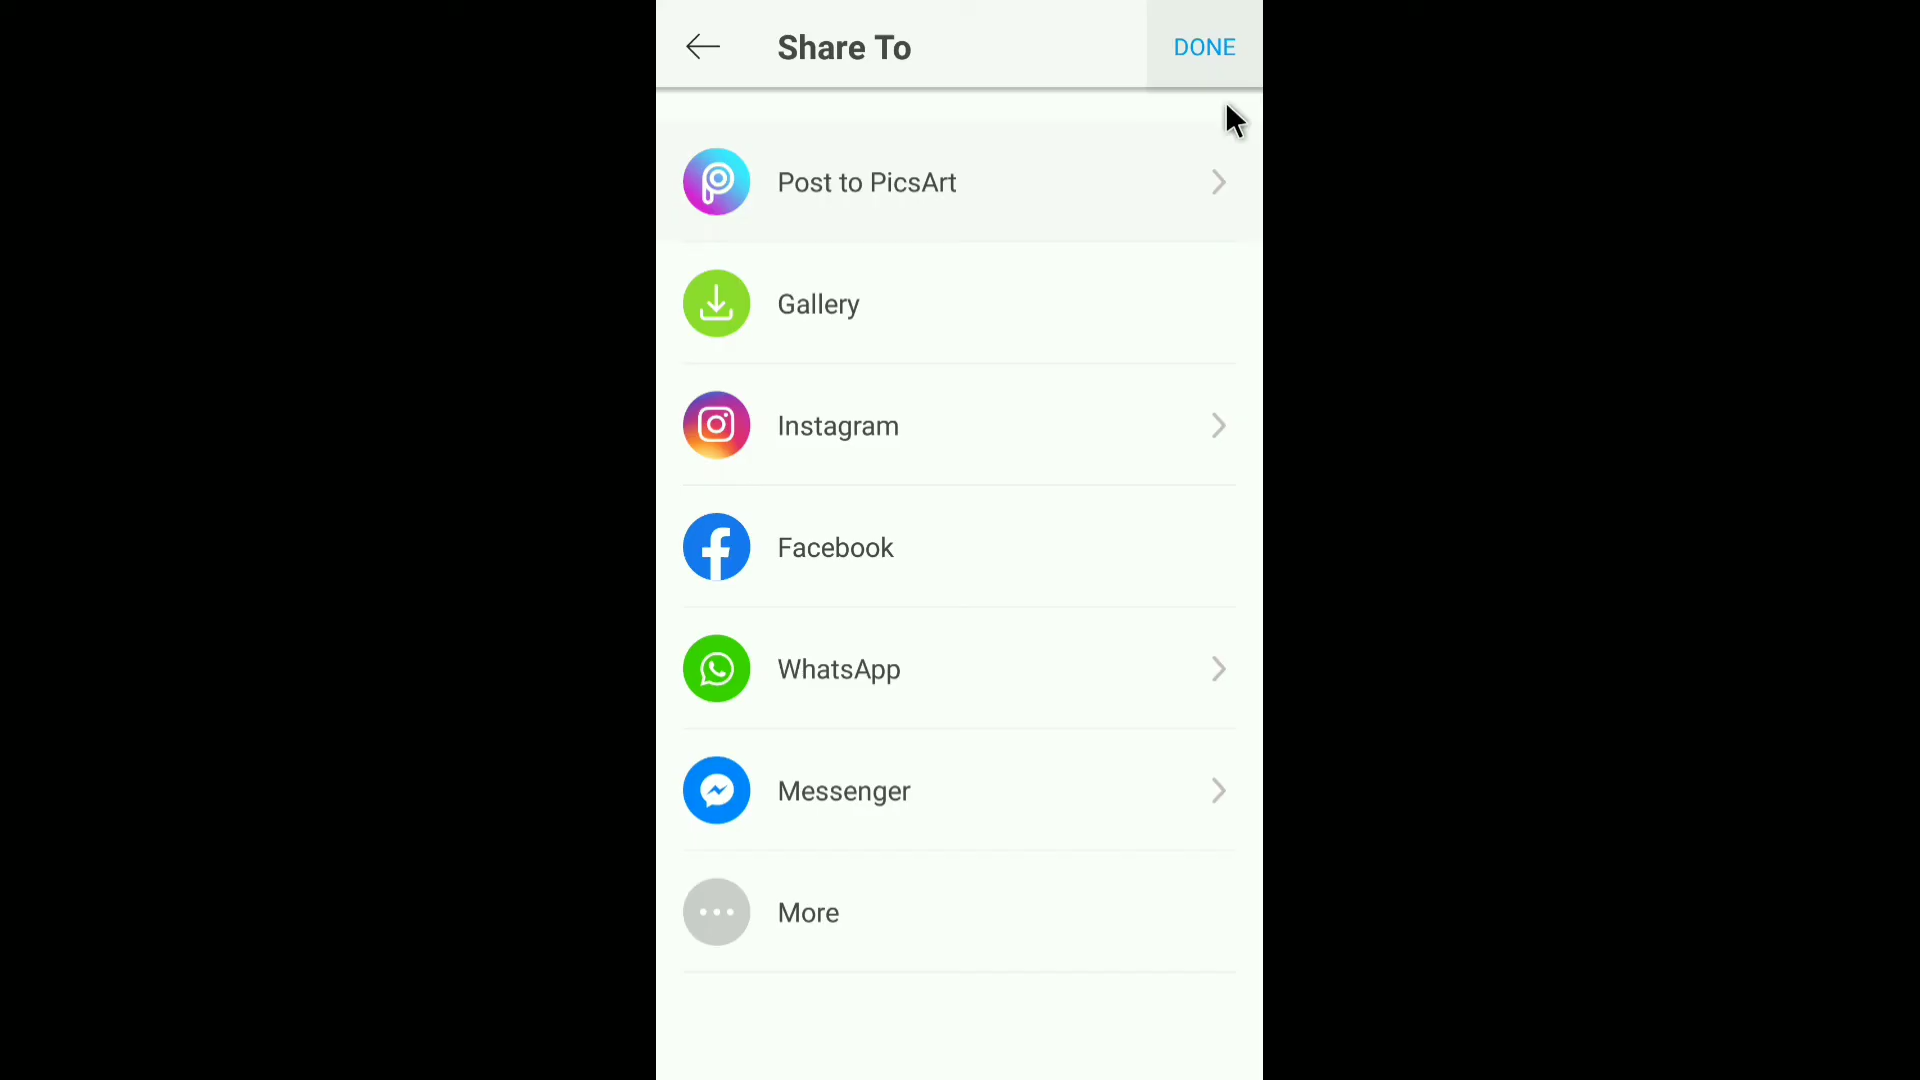 Share To
DONE
Post to PicsArt
Gallery
Instagram
Facebook
WhatsApp
Messenger
More